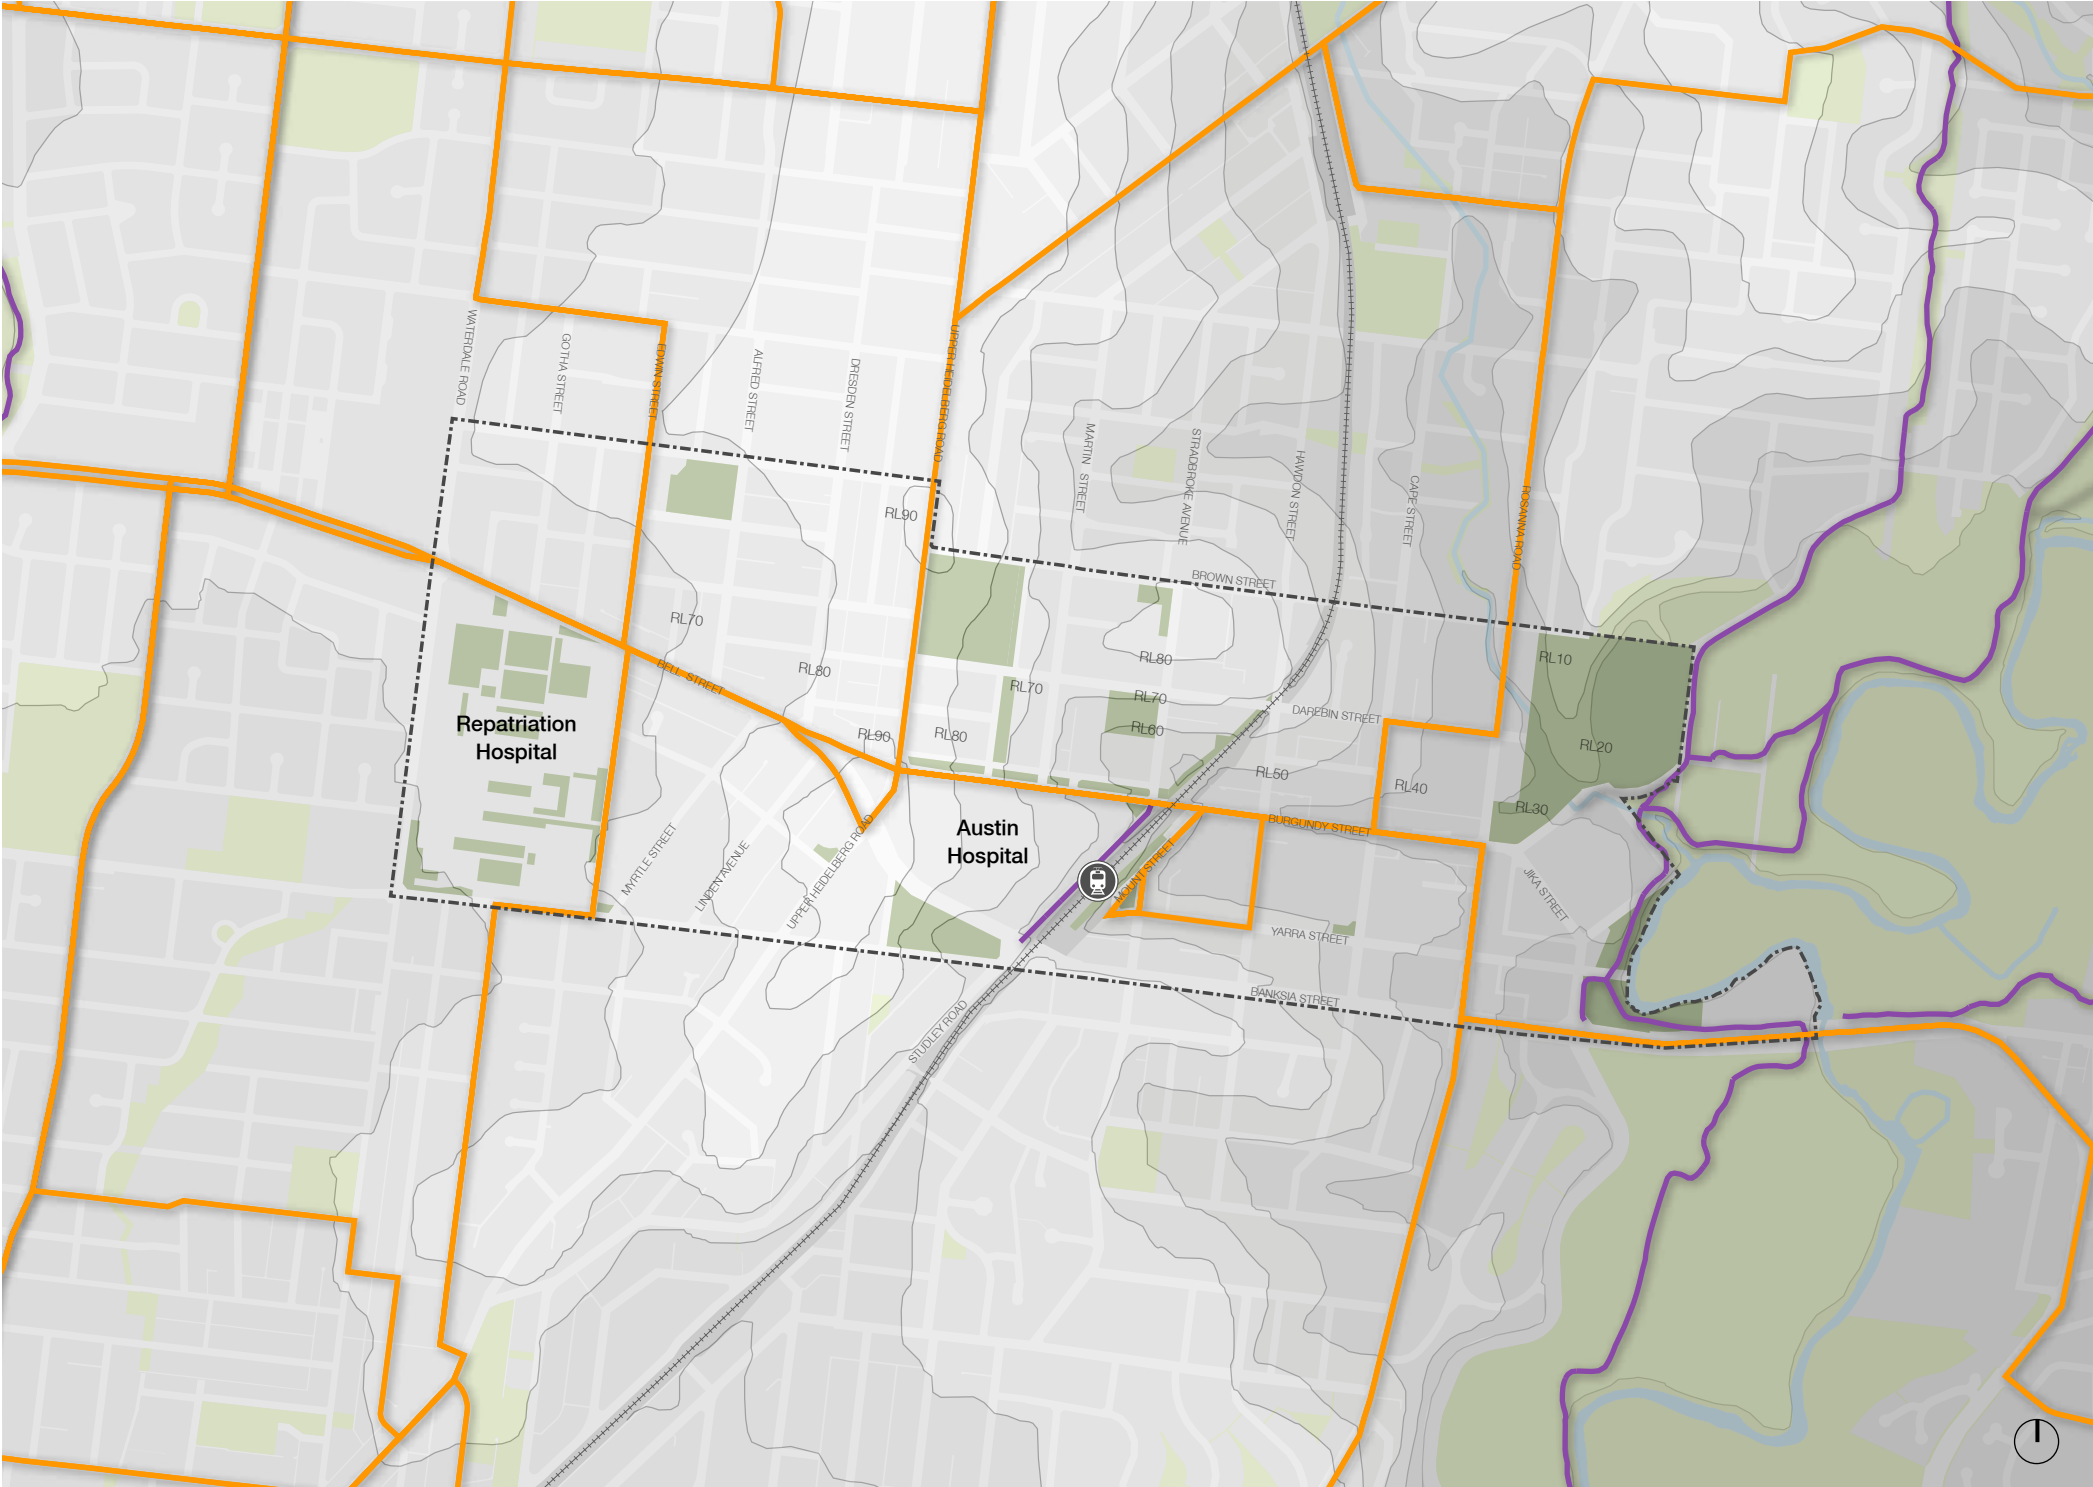 WATERDALE ROAD
GOTHA STREET
EDWIN STREET
ALFRED STREET
DRESDEN STREET
UPPER HEIDELBERG ROAD
MARTIN STREET
STRADBROKE AVENUE
HAWDON STREET
CAPE STREET
ROSANNA ROAD
RL90
BROWN STREET
RL70
RL80
RL80
RL10
BELL STREET
RL70
RL70
RL60
DAREBIN STREET
Repatriation
Hospital
RL90
RL80
RL20
RL50
RL40
RL30
Austin
Hospital
BURGUNDY STREET
MYRTLE STREET
LINDEN AVENUE
UPPER HEIDELBERG ROAD
MOUNT STREET
JIKA STREET
YARRA STREET
BANKSIA STREET
STUDLEY ROAD